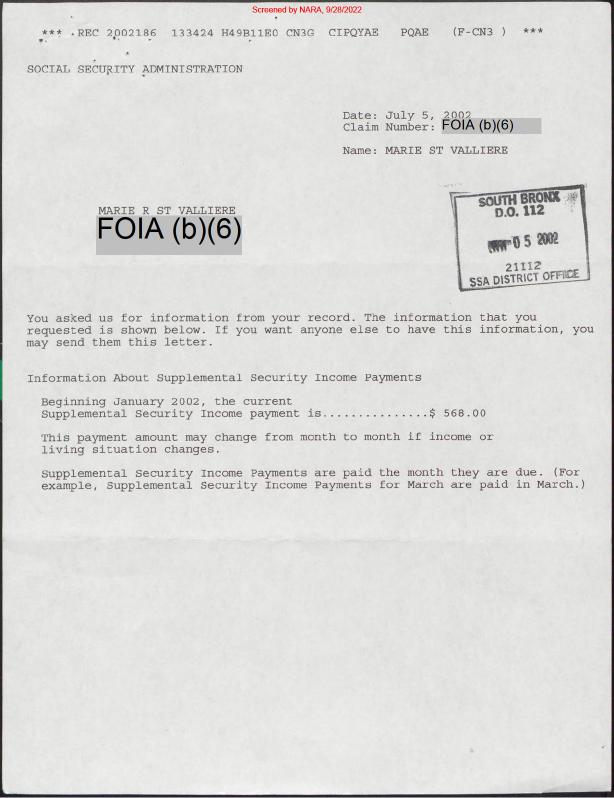 Screened by NARA, 9/28/2022
*** REC 2002186 133424 H49B11E0 CN3G CIPQYAE PQAE (F-CN3 ) ***
SOCIAL SECURITY ADMINISTRATION
Date: July 5, 2002
Claim Number: FOIA (b)(6)
Name: MARIE ST VALLIERE
MARIE R ST VALLIERE
FOIA (b)(6)
SOUTH BRONX
D.O. 112
05 2002
21112
SSA DISTRICT OFFICE
You asked us for information from your record. The information that you
requested is shown below. If you want anyone else to have this information, you
may send them this letter.
Information About Supplemental Security Income Payments
Beginning January 2002, the current
Supplemental Security Income payment is...............$ 568.00
This payment amount may change from month to month if income or
living situation changes.
Supplemental Security Income Payments are paid the month they are due. (For
example, Supplemental Security Income Payments for March are paid in March.)